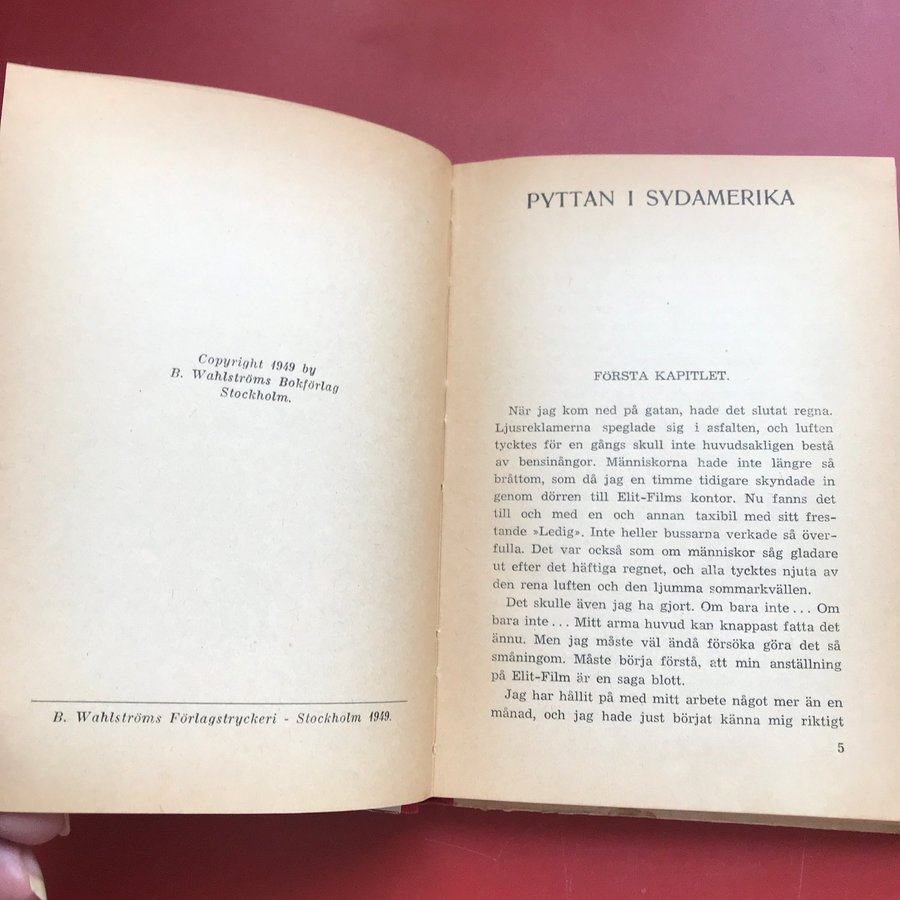 Copyright 1949 by
B. Wahlströms Bokförlag
Stockholm.
B. Wahlströms Förlagstryckeri - Stockholm 1949.
PYTTAN I SYDAMERIKA
FÖRSTA KAPITLET.
När jag kom ned på gatan, hade det slutat regna.
Ljusreklamerna speglade sig i asfalten, och luften
tycktes för en gångs skull inte huvudsakligen bestå
av bensinångor. Människorna hade inte längre så
bråttom, som då jag en timme tidigare skyndade in
genom dörren till Elit-Films kontor. Nu fanns det
till och med en och annan taxibil med sitt fres-
tande »Ledig». Inte heller bussarna verkade så över-
fulla. Det var också som om människor såg gladare
ut efter det häftiga regnet, och alla tycktes njuta av
den rena luften och den ljumma sommarkvällen.
Det skulle även jag ha gjort. Om bara inte... Om
bara inte... Mitt arma huvud kan knappast fatta det
ännu. Men jag måste väl ändå försöka göra det så
småningom. Måste börja förstå, att min anställning
på Elit-Film är en saga blott.
Jag har hållit på med mitt arbete något mer än en
månad, och jag hade just börjat känna mig riktigt
5